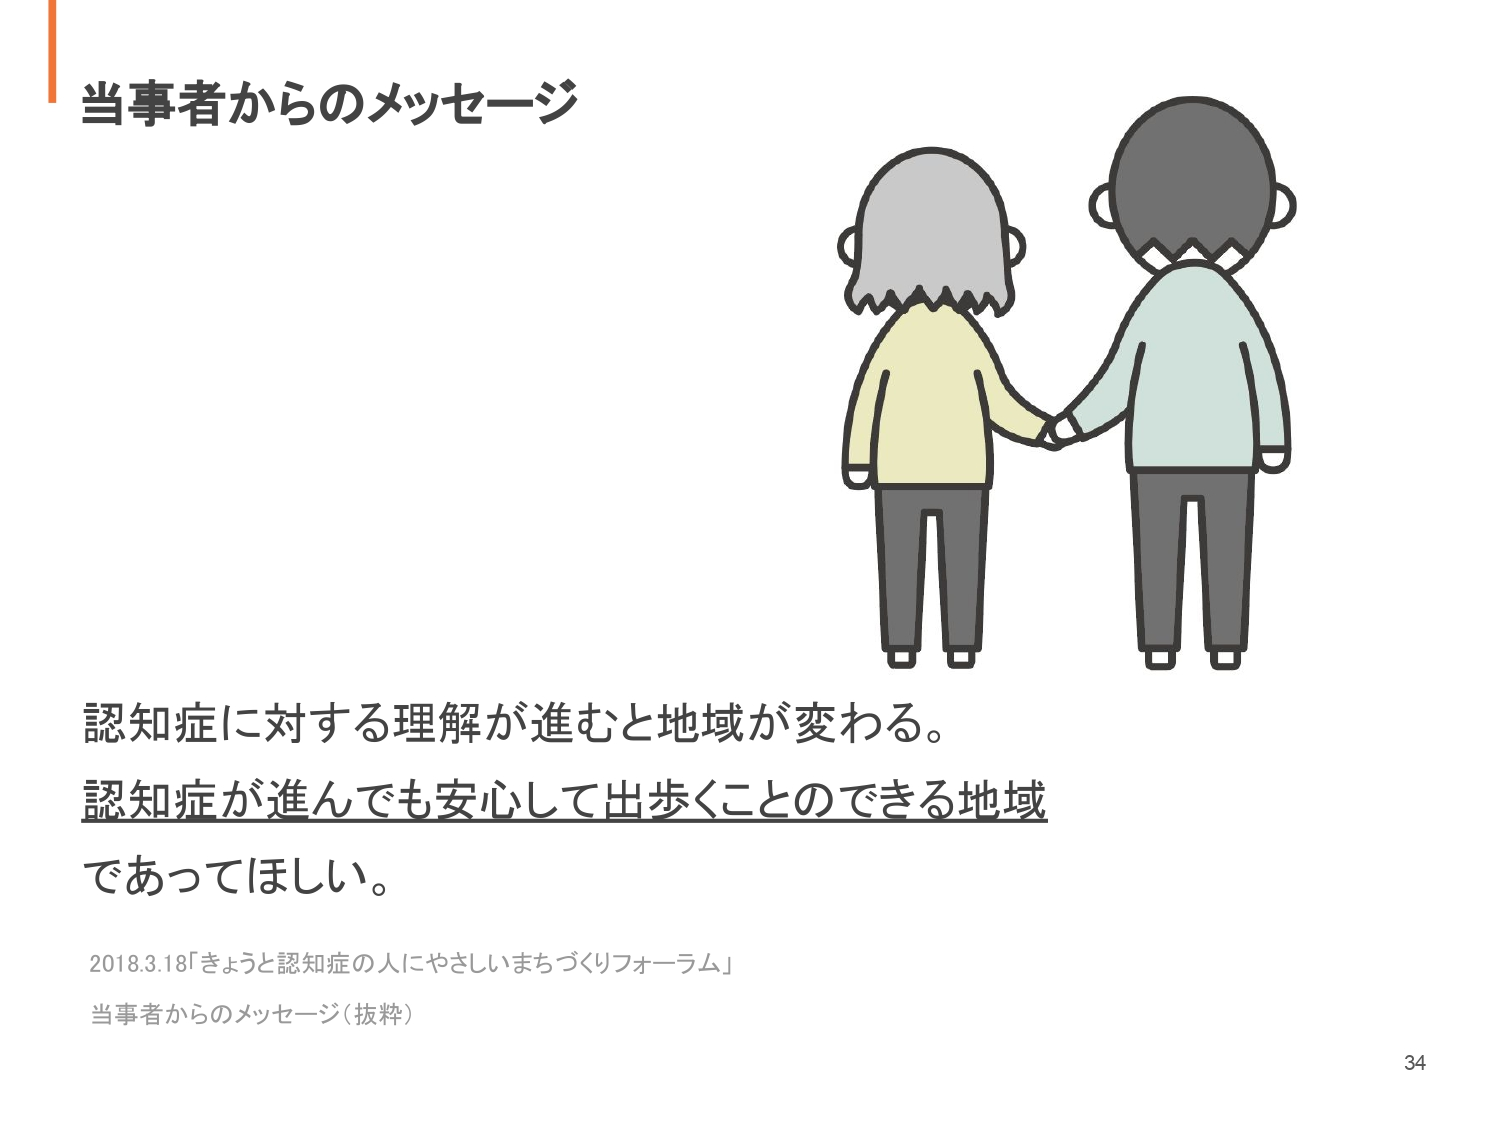 当事者からのメッセージ
認知症に対する理解が進むと地域が変わる。
認知症が進んでも安心して出歩くことのできる地域
であってほしい。
2018.3.18「きょうと認知症の人にやさしいまちづくりフォーラム」
当事者からのメッセージ（抜粋）
34